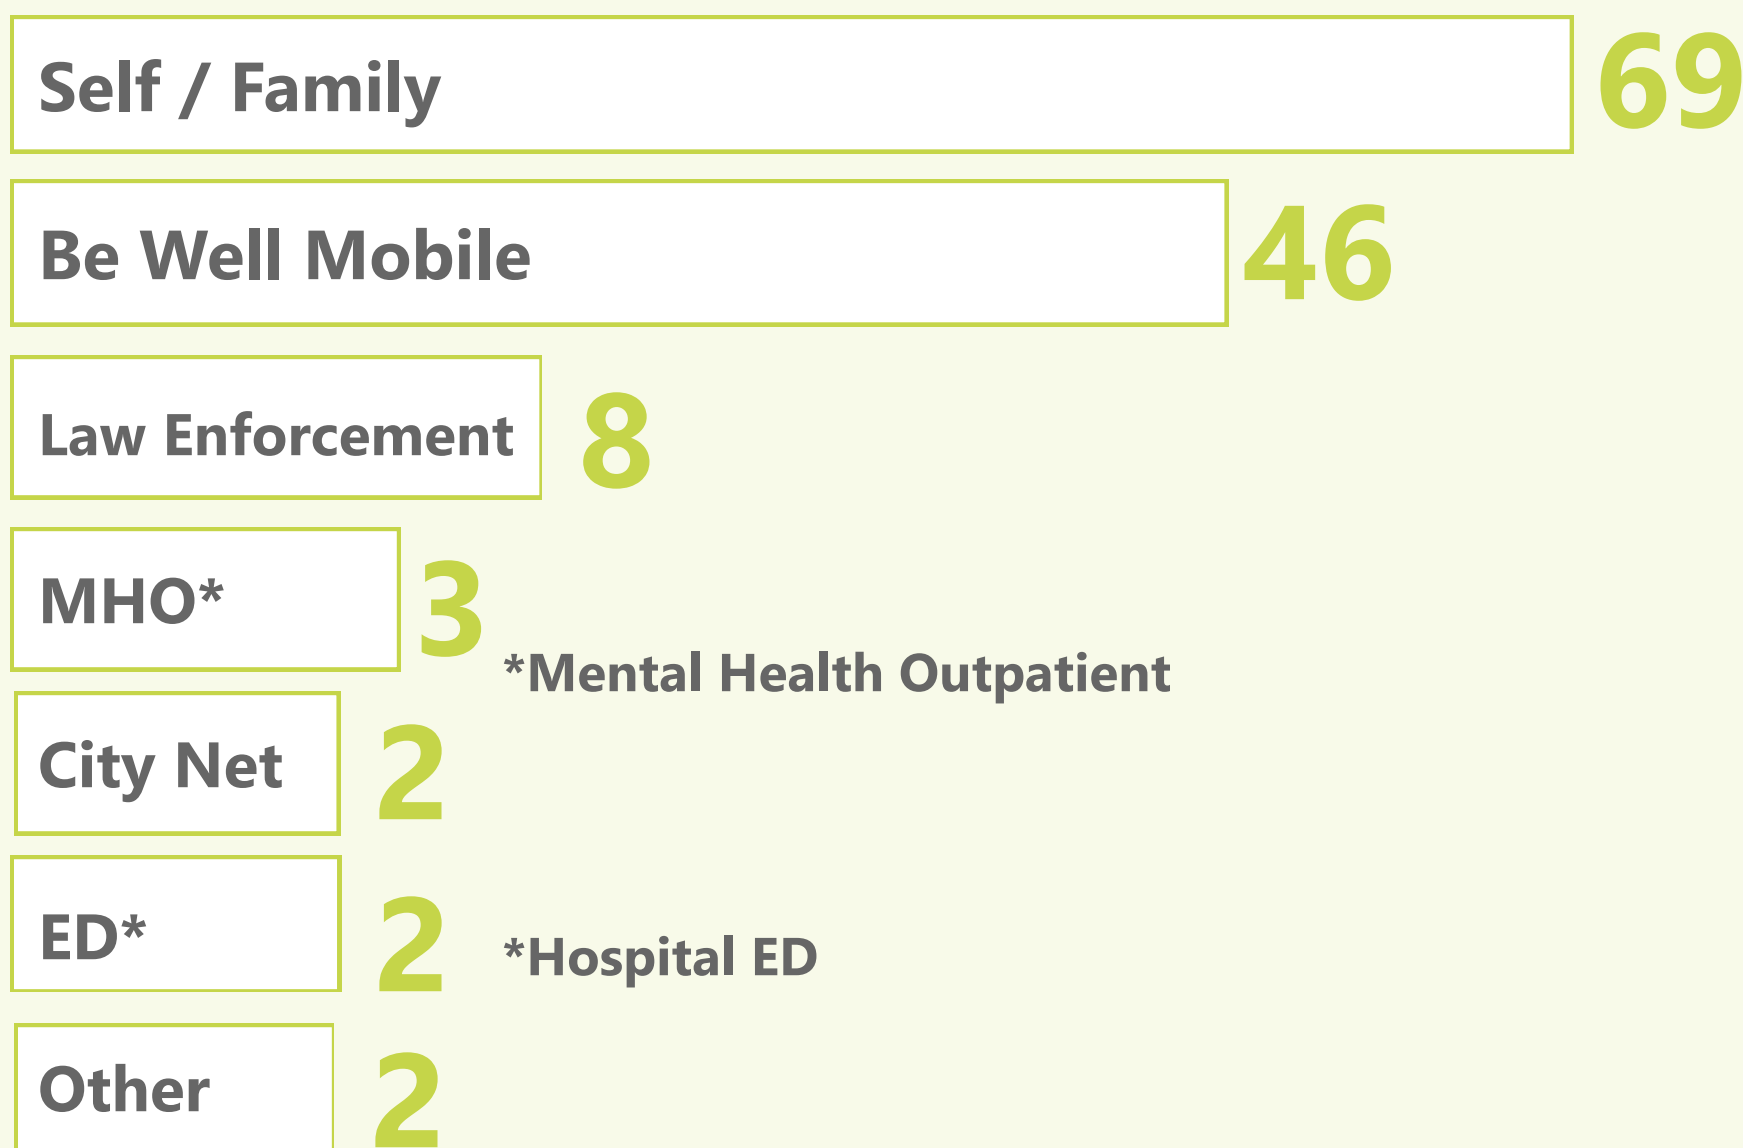 Self / Family 69
Be Well Mobile 46
Law Enforcement 8
MHO* 3
*Mental Health Outpatient
City Net 2
ED* 2 *Hospital ED
Other 2